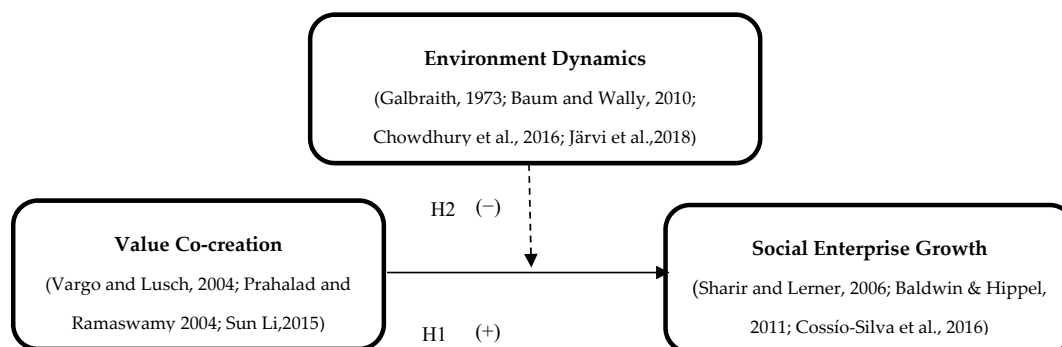 Environment Dynamics
(Galbraith, 1973; Baum and Wally, 2010;
Chowdhury et al., 2016; Järvi et al.,2018)
H2 (−)
Value Co-creation
(Vargo and Lusch, 2004; Prahalad and
Ramaswamy 2004; Sun Li,2015)
Social Enterprise Growth
(Sharir and Lerner, 2006; Baldwin & Hippel,
2011; Cossío-Silva et al., 2016)
H1 (+)